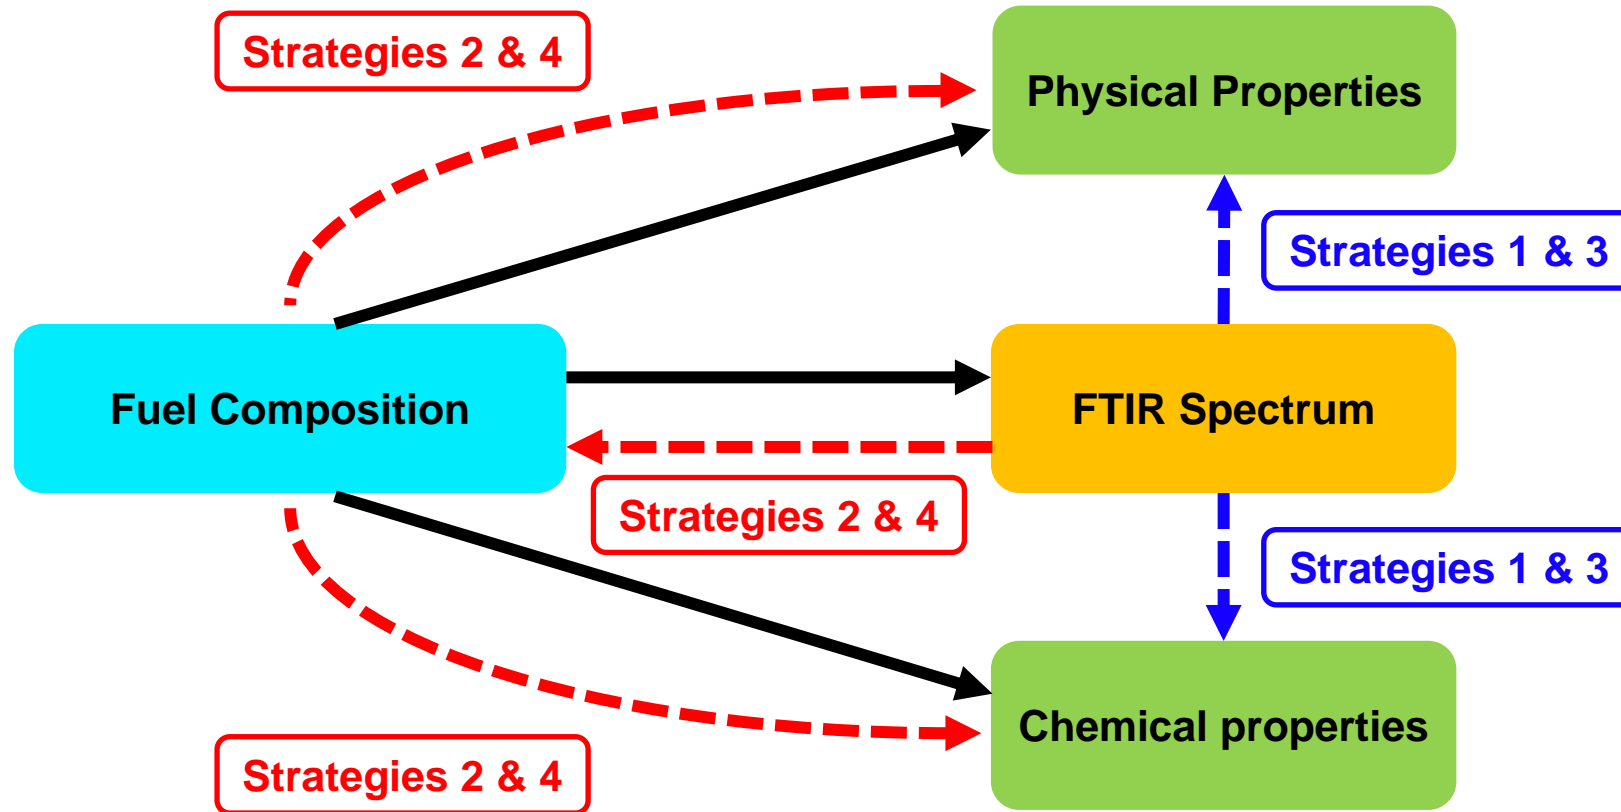 Strategies 2 & 4
Physical Properties
Strategies 1 & 3
Fuel Composition
FTIR Spectrum
Strategies 2 & 4
Strategies 1 & 3
Chemical properties
Strategies 2 & 4